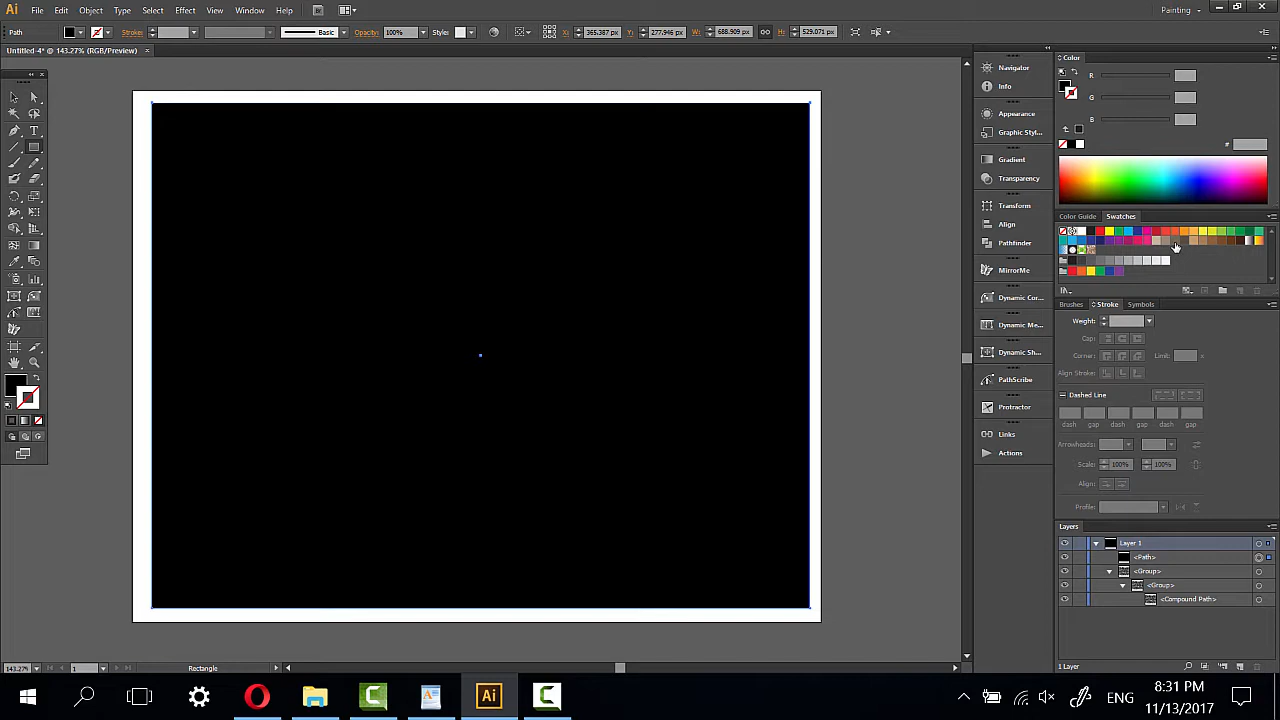 Ai File Edit Object Type Select Effect View Window Help Br Painting
Path Stroke: Basic Opacity: 100% Styles X: 365.387 px Y: 277.946 px W: 688.909 px H: 529.071 px
Untitled-4* @ 143.27% (RGB/Preview) ×
Navigator
Info
Appearance
Graphic Styl...
Gradient
Transparency
Transform
Align
Pathfinder
MirrorMe
Dynamic Cor...
Dynamic Me...
Dynamic Sh...
PathScribe
Protractor
Links
Actions
Color
R
G
B
#
Color Guide Swatches
Brushes Stroke Symbols
Weight:
Cap:
Corner: Limit: x
Align Stroke:
Dashed Line
dash gap dash gap dash gap
Arrowheads:
Scale: 100% 100%
Align:
Profile:
Layers
Layer 1
<Path>
<Group>
<Group>
<Compound Path>
1 Layer
143.27% 1 Rectangle
Ai ENG 8:31 PM
11/13/2017